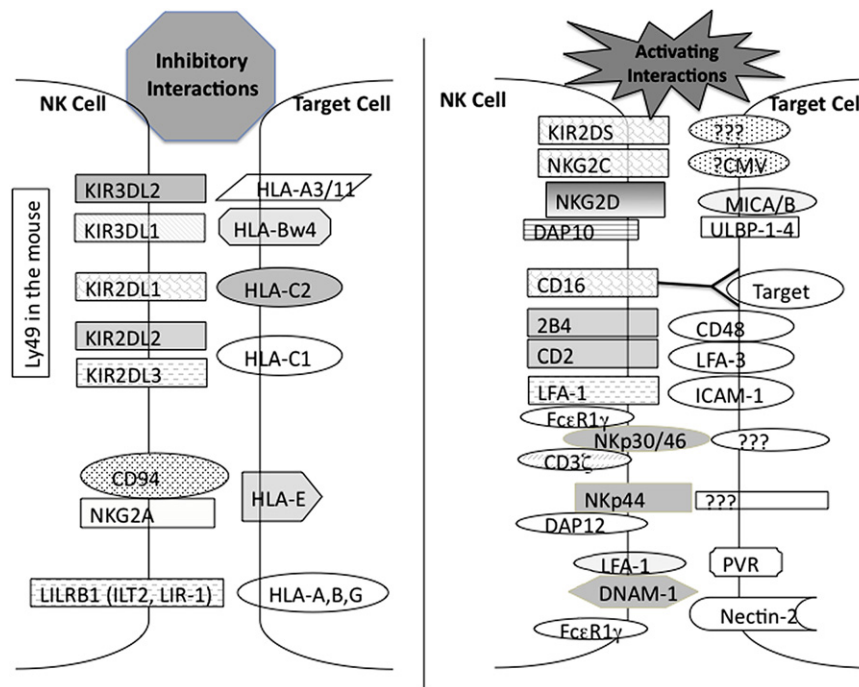 Inhibitory
Interactions
NK Cell
Target Cell
Ly49 in the mouse
KIR3DL2
HLA-A3/11
KIR3DL1
HLA-Bw4
KIR2DL1
HLA-C2
KIR2DL2
HLA-C1
KIR2DL3
CD94
NKG2A
HLA-E
LILRB1 (ILT2, LIR-1)
HLA-A,B,G
Activating
Interactions
NK Cell
Target Cell
KIR2DS
???
NKG2C
?CMV
NKG2D
MICA/B
DAP10
ULBP-1-4
CD16
Target
2B4
CD48
CD2
LFA-3
LFA-1
ICAM-1
FcεR1γ
NKp30/46
???
CD3ζ
NKp44
???
DAP12
LFA-1
PVR
DNAM-1
Nectin-2
FcεR1γ